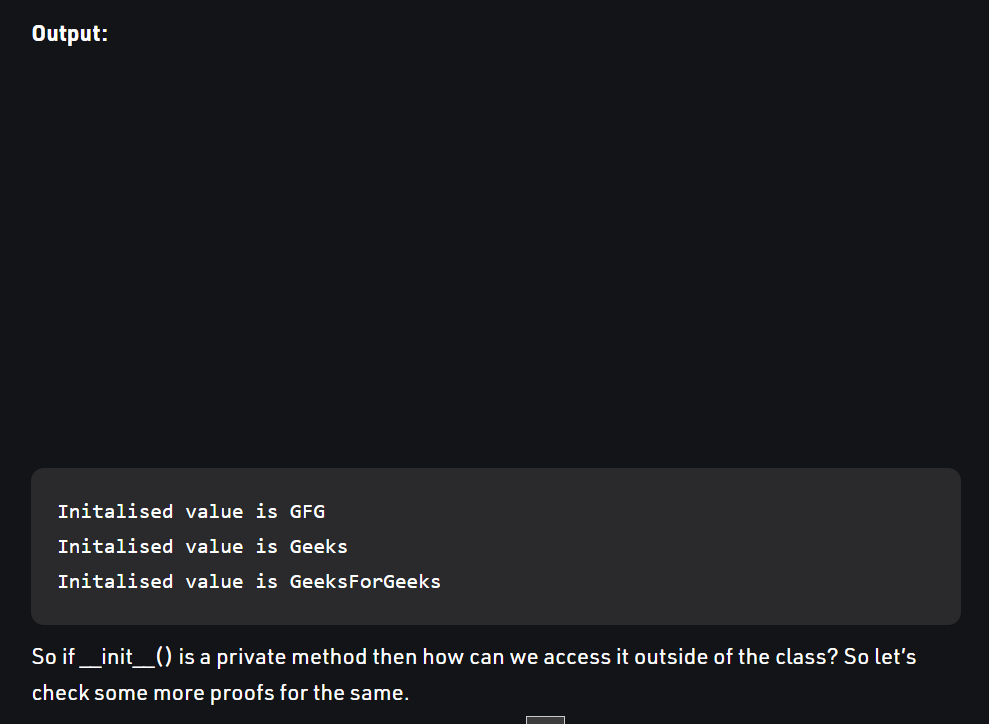 Output:
Initalised value is GFG
Initalised value is Geeks
Initalised value is GeeksForGeeks
So if __init__() is a private method then how can we access it outside of the class? So let’s
check some more proofs for the same.